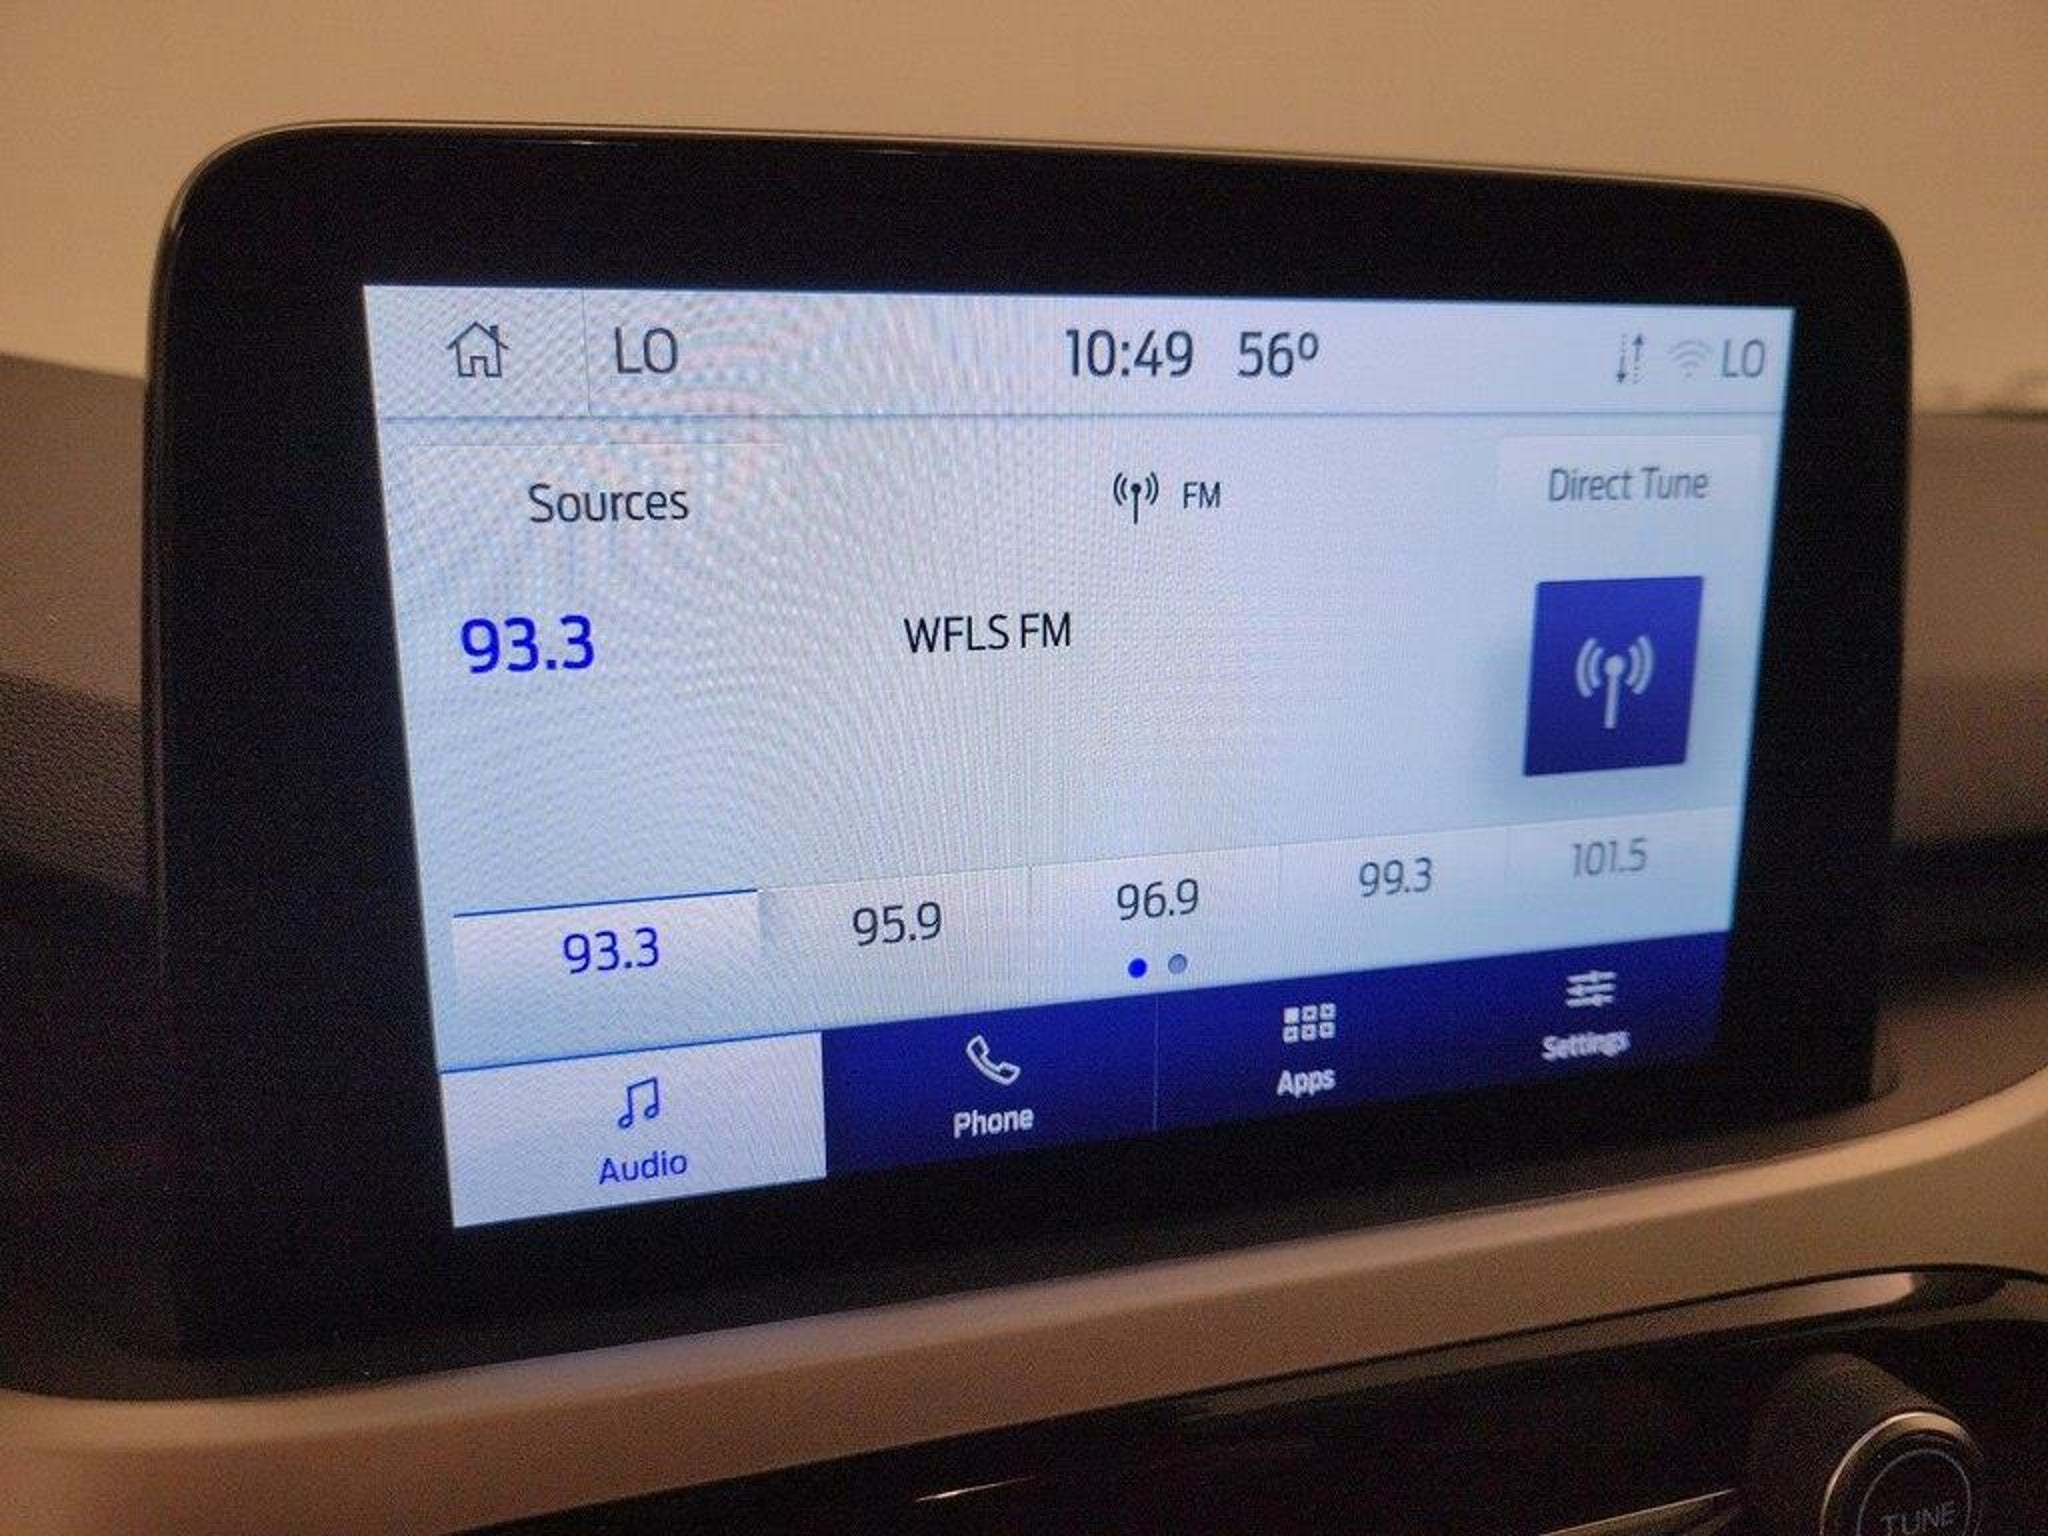 LO 10:49 56° LO
Sources FM Direct Tune
93.3 WFLS FM
93.3 95.9 96.9 99.3 101.5
Audio Phone Apps Settings
TUNE